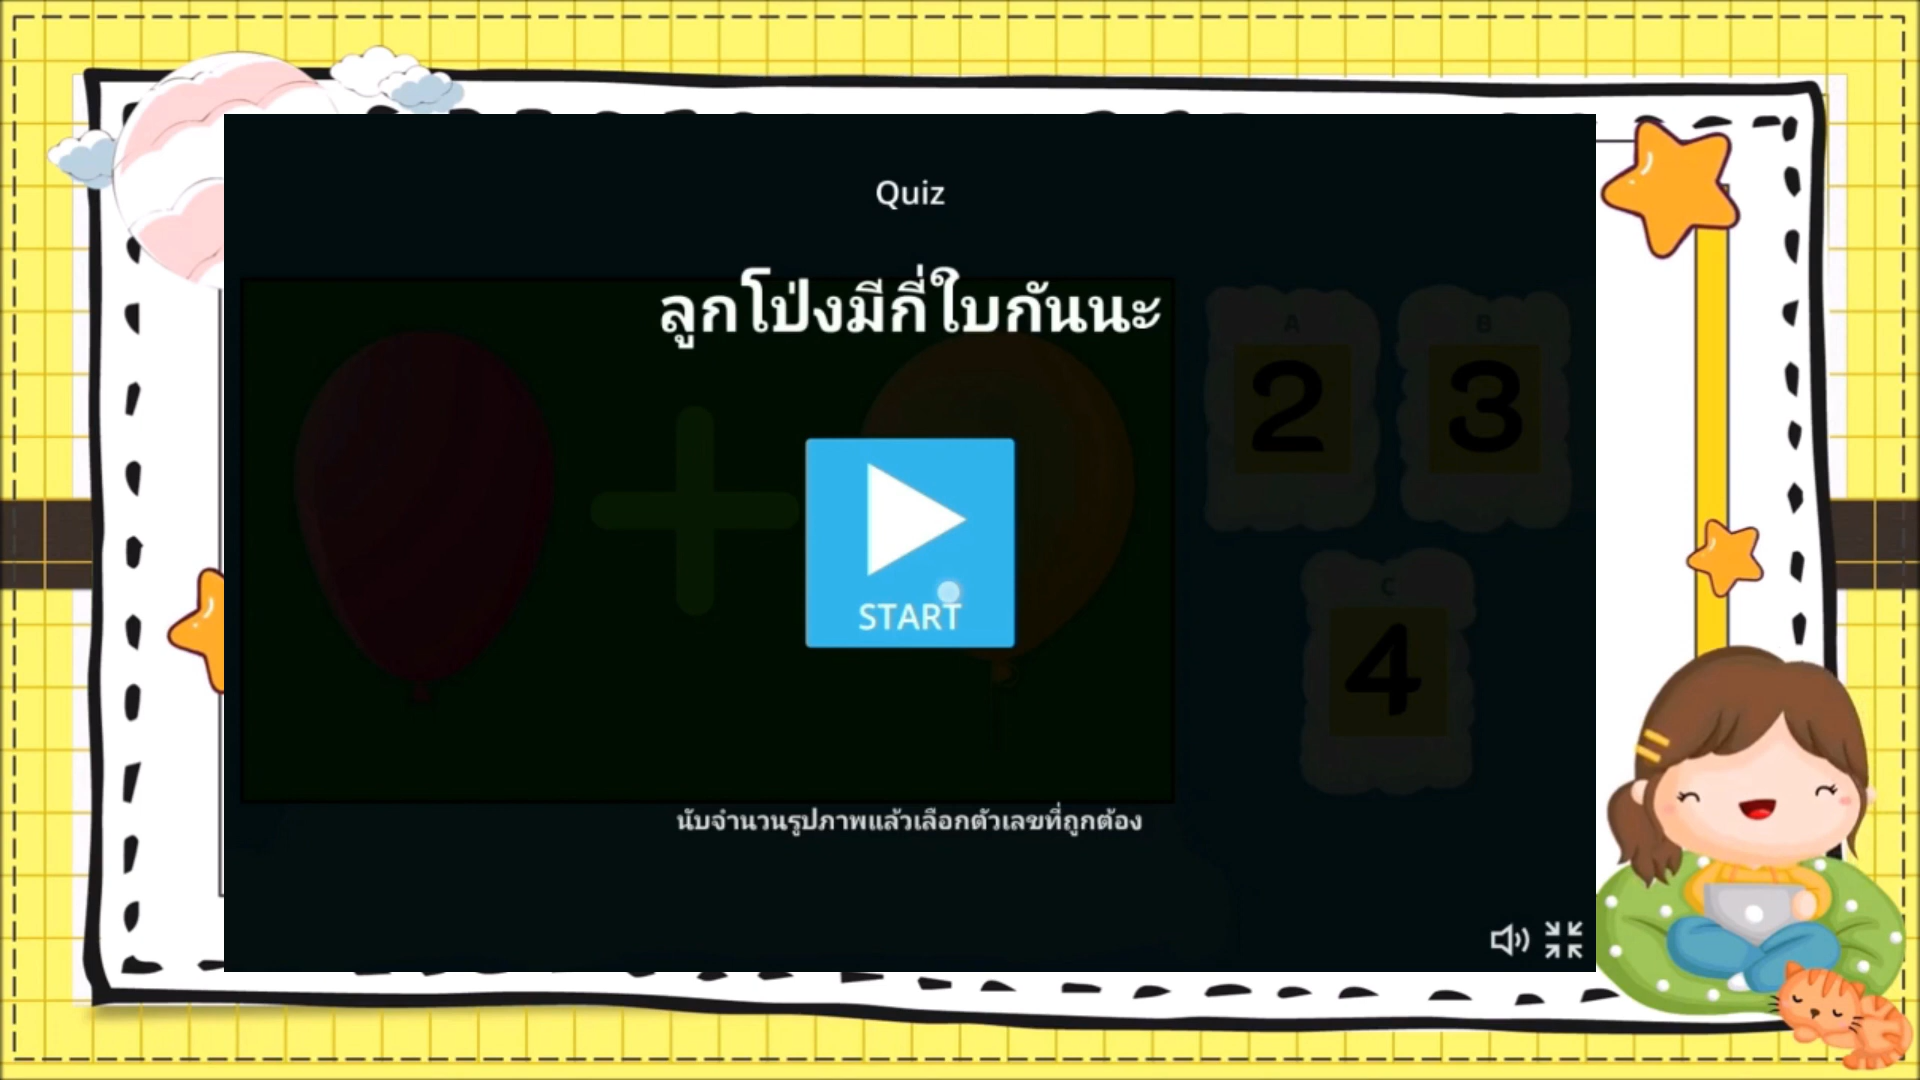 Quiz
ลูกโป่งมีกี่ใบกันนะ
A
B
2
3
START
C
4
นับจำนวนรูปภาพแล้วเลือกตัวเลขที่ถูกต้อง